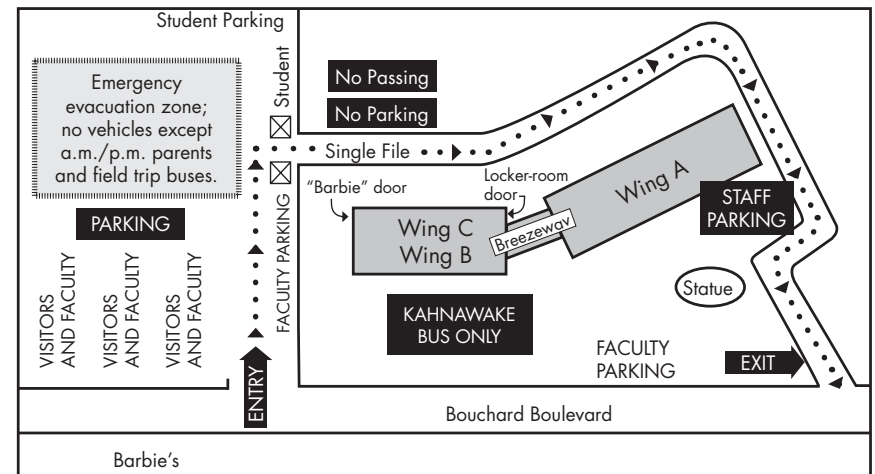 Student Parking
Emergency
evacuation zone;
no vehicles except
a.m./p.m. parents
and field trip buses.
Student
No Passing
No Parking
Single File
"Barbie" door
Locker-room
door
Wing A
Wing C
Wing B
Breezeway
STAFF
PARKING
PARKING
VISITORS
AND FACULTY
VISITORS
AND FACULTY
VISITORS
AND FACULTY
FACULTY PARKING
Statue
KAHNAWAKE
BUS ONLY
FACULTY
PARKING
EXIT
ENTRY
Bouchard Boulevard
Barbie's